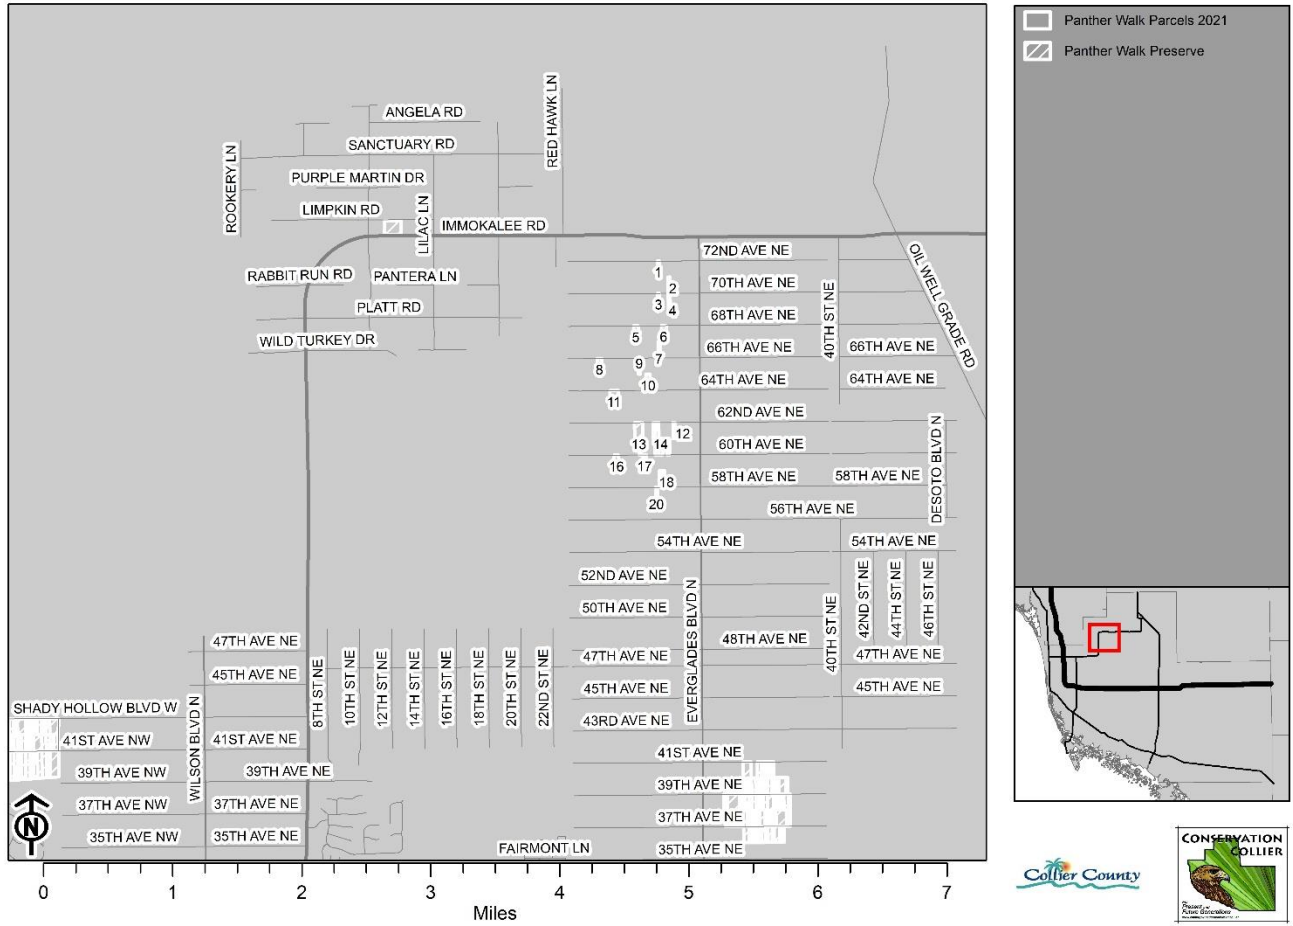 Panther Walk Parcels 2021
Panther Walk Preserve
ANGELA RD
SANCTUARY RD
RED HAWK LN
ROOKERY LN
PURPLE MARTIN DR
LIMPKIN RD
LILAC LN
IMMOKALEE RD
72ND AVE NE
OIL WELL GRADE RD
RABBIT RUN RD
PANTERA LN
1
2
70TH AVE NE
40TH ST NE
PLATT RD
3
4
68TH AVE NE
WILD TURKEY DR
5
6
66TH AVE NE
66TH AVE NE
7
8
9
10
64TH AVE NE
64TH AVE NE
11
62ND AVE NE
12
13
14
60TH AVE NE
DESOTO BLVD N
16
17
18
58TH AVE NE
58TH AVE NE
20
56TH AVE NE
54TH AVE NE
54TH AVE NE
52ND AVE NE
EVERGLADES BLVD N
42ND ST NE
44TH ST NE
46TH ST NE
50TH AVE NE
40TH ST NE
47TH AVE NE
48TH AVE NE
47TH AVE NE
47TH AVE NE
45TH AVE NE
8TH ST NE
10TH ST NE
12TH ST NE
14TH ST NE
16TH ST NE
18TH ST NE
20TH ST NE
22ND ST NE
45TH AVE NE
45TH AVE NE
SHADY HOLLOW BLVD W
WILSON BLVD N
43RD AVE NE
41ST AVE NW
41ST AVE NE
41ST AVE NE
39TH AVE NW
39TH AVE NE
39TH AVE NE
37TH AVE NW
37TH AVE NE
37TH AVE NE
35TH AVE NW
35TH AVE NE
FAIRMONT LN
35TH AVE NE
N
0
1
2
3
4
5
6
7
Miles
Collier County
CONSERVATION
COLLIER
Future Generations